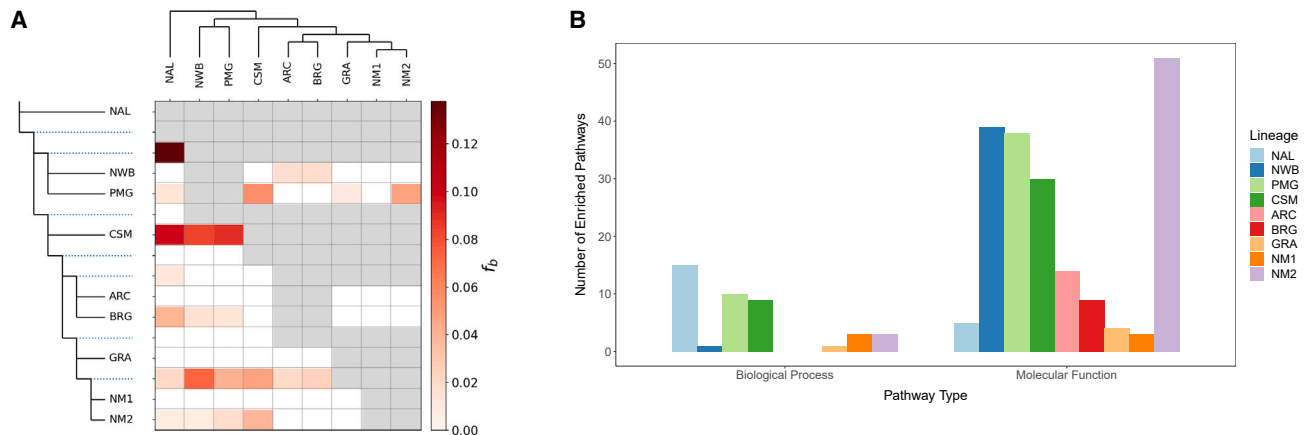 A
NAL
NWB
PMG
CSM
ARC
BRG
GRA
NM1
NM2
NAL
NWB
PMG
CSM
ARC
BRG
GRA
NM1
NM2
0.12
0.10
0.08
0.06
0.04
0.02
0.00
f_b
B
Number of Enriched Pathways
50
40
30
20
10
0
Biological Process
Molecular Function
Pathway Type
Lineage
NAL
NWB
PMG
CSM
ARC
BRG
GRA
NM1
NM2